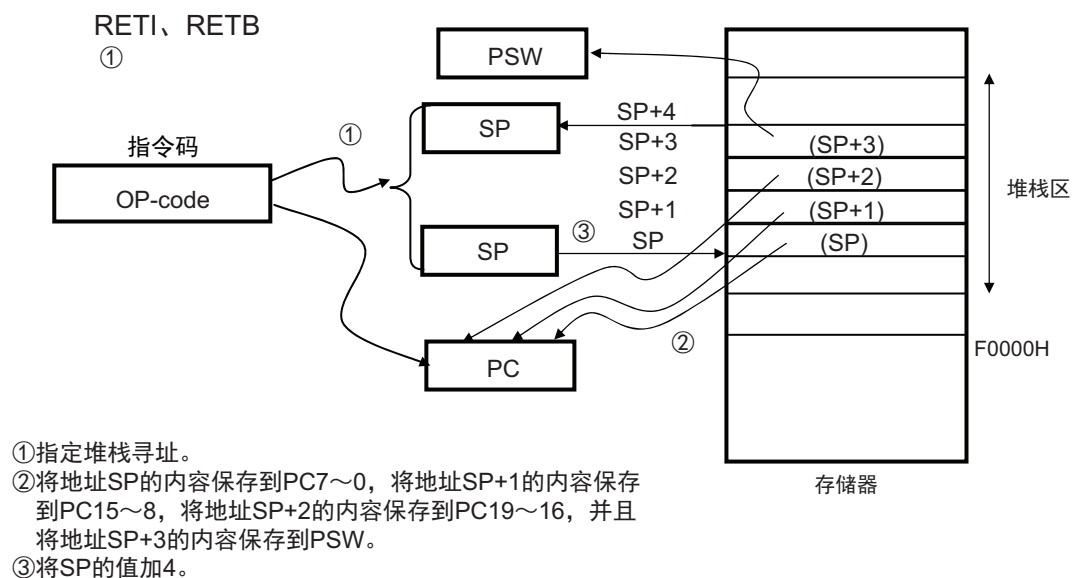 RETI、RETB
①
PSW
SP+4
SP
(SP+3)
SP+3
①
指令码
(SP+2)
SP+2
堆栈区
OP-code
(SP+1)
SP+1
③
SP
(SP)
SP
②
F0000H
PC
①指定堆栈寻址。
存储器
②将地址SP的内容保存到PC7～0，将地址SP+1的内容保存
到PC15～8，将地址SP+2的内容保存到PC19～16，并且
将地址SP+3的内容保存到PSW。
③将SP的值加4。